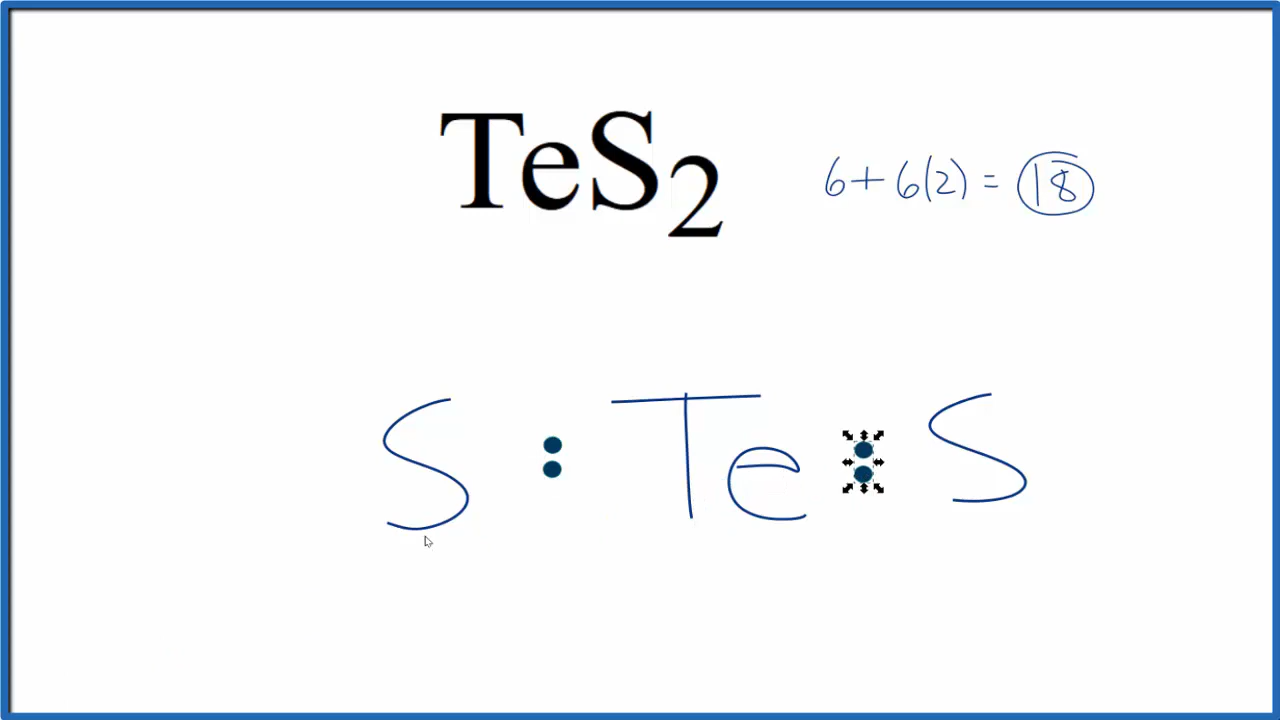 TeS₂
6 + 6(2) = 18
S : Te : S